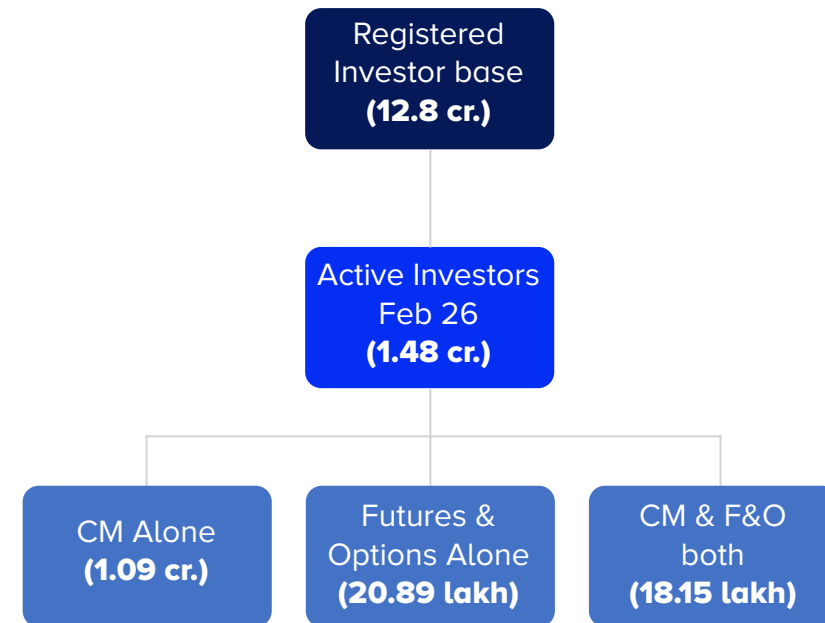 Registered
Investor base
(12.8 cr.)
Active Investors
Feb 26
(1.48 cr.)
CM Alone
(1.09 cr.)
Futures &
Options Alone
(20.89 lakh)
CM & F&O
both
(18.15 lakh)